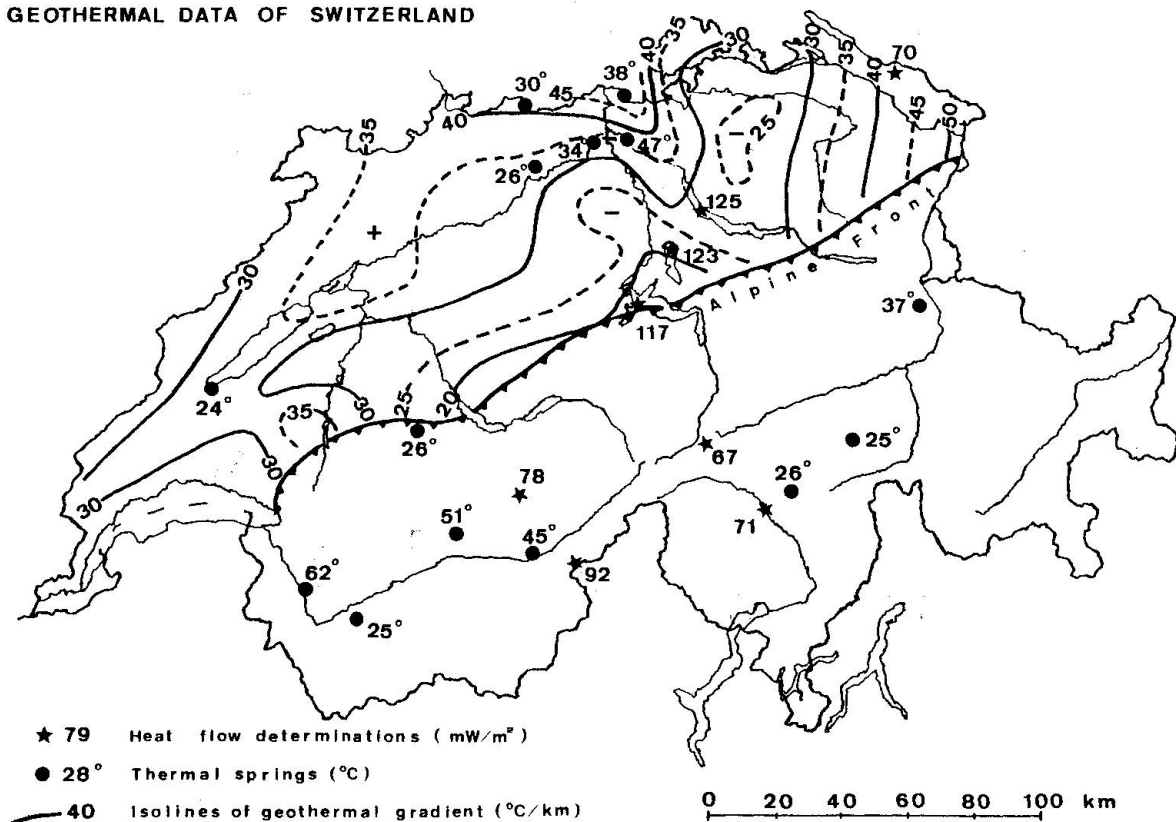 GEOTHERMAL DATA OF SWITZERLAND
30 35 40 30 30 35 40 70
30° 45 38° 45 50
40 35 25
34° 47°
26°
125
30 123
Alpine Front
117 37°
24° 35 30 25 20
26° 67 25°
30 78 26°
30 51° 45° 71
62° 92
25°
79 Heat flow determinations (mW/m²)
28° Thermal springs (°C)
40 Isolines of geothermal gradient (°C/km)
0 20 40 60 80 100 km